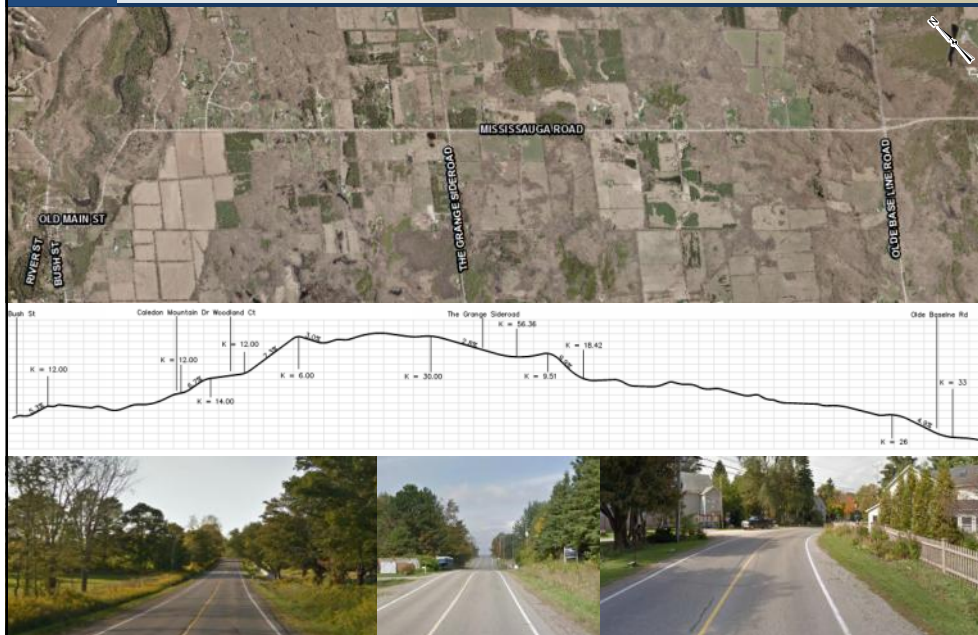 MISSISSAUGA ROAD
THE GRANGE SIDEROAD
OLDE BASE LINE ROAD
OLD MAIN ST
RIVER ST
BUSH ST
Bush St
Caledon Mountain Dr Woodland Ct
The Grange Sideroad
Olde Baseline Rd
K = 12.00
K = 12.00
K = 12.00
K = 14.00
3.0%
K = 6.00
K = 30.00
K = 56.36
K = 9.51
K = 18.42
K = 26
K = 33